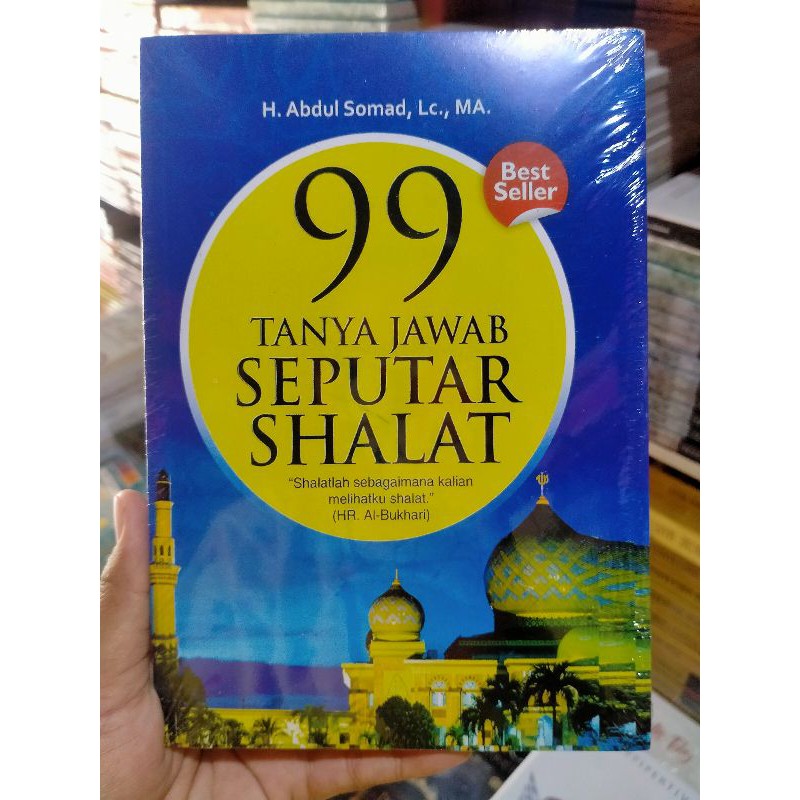 H. Abdul Somad, Lc., MA.
Best
Seller
99
TANYA JAWAB
SEPUTAR
SHALAT
"Shalatlah sebagaimana kalian
melihatku shalat."
(HR. Al-Bukhari)